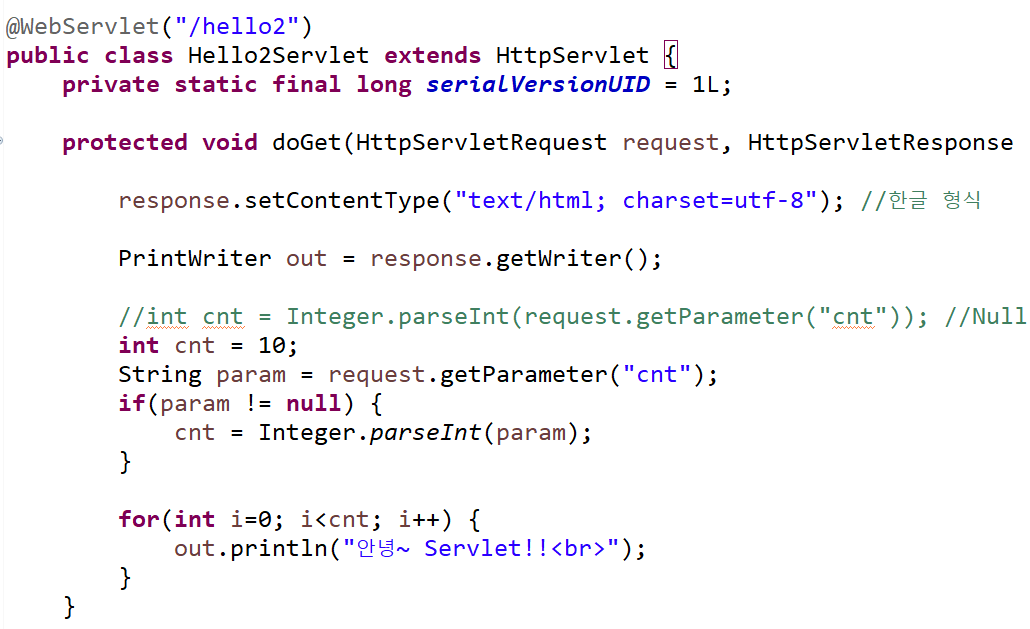 @WebServlet("/hello2")
public class Hello2Servlet extends HttpServlet {
    private static final long serialVersionUID = 1L;
    protected void doGet(HttpServletRequest request, HttpServletResponse
        response.setContentType("text/html; charset=utf-8"); //한글 형식
        PrintWriter out = response.getWriter();
        //int cnt = Integer.parseInt(request.getParameter("cnt")); //Null
        int cnt = 10;
        String param = request.getParameter("cnt");
        if(param != null) {
            cnt = Integer.parseInt(param);
        }
        for(int i=0; i<cnt; i++) {
            out.println("안녕~ Servlet!!<br>");
        }
    }